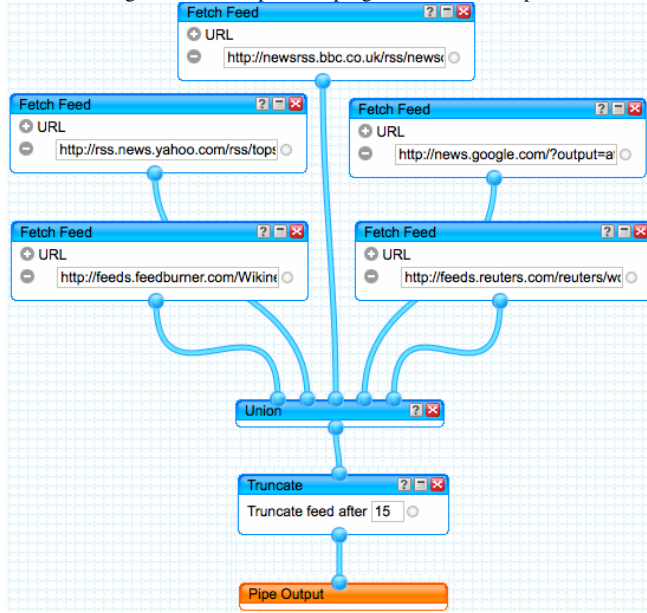 Fetch Feed
URL
http://newsrss.bbc.co.uk/rss/newso
Fetch Feed
URL
http://rss.news.yahoo.com/rss/tops
Fetch Feed
URL
http://news.google.com/?output=at
Fetch Feed
URL
http://feeds.feedburner.com/Wikine
Fetch Feed
URL
http://feeds.reuters.com/reuters/wo
Union
Truncate
Truncate feed after 15
Pipe Output